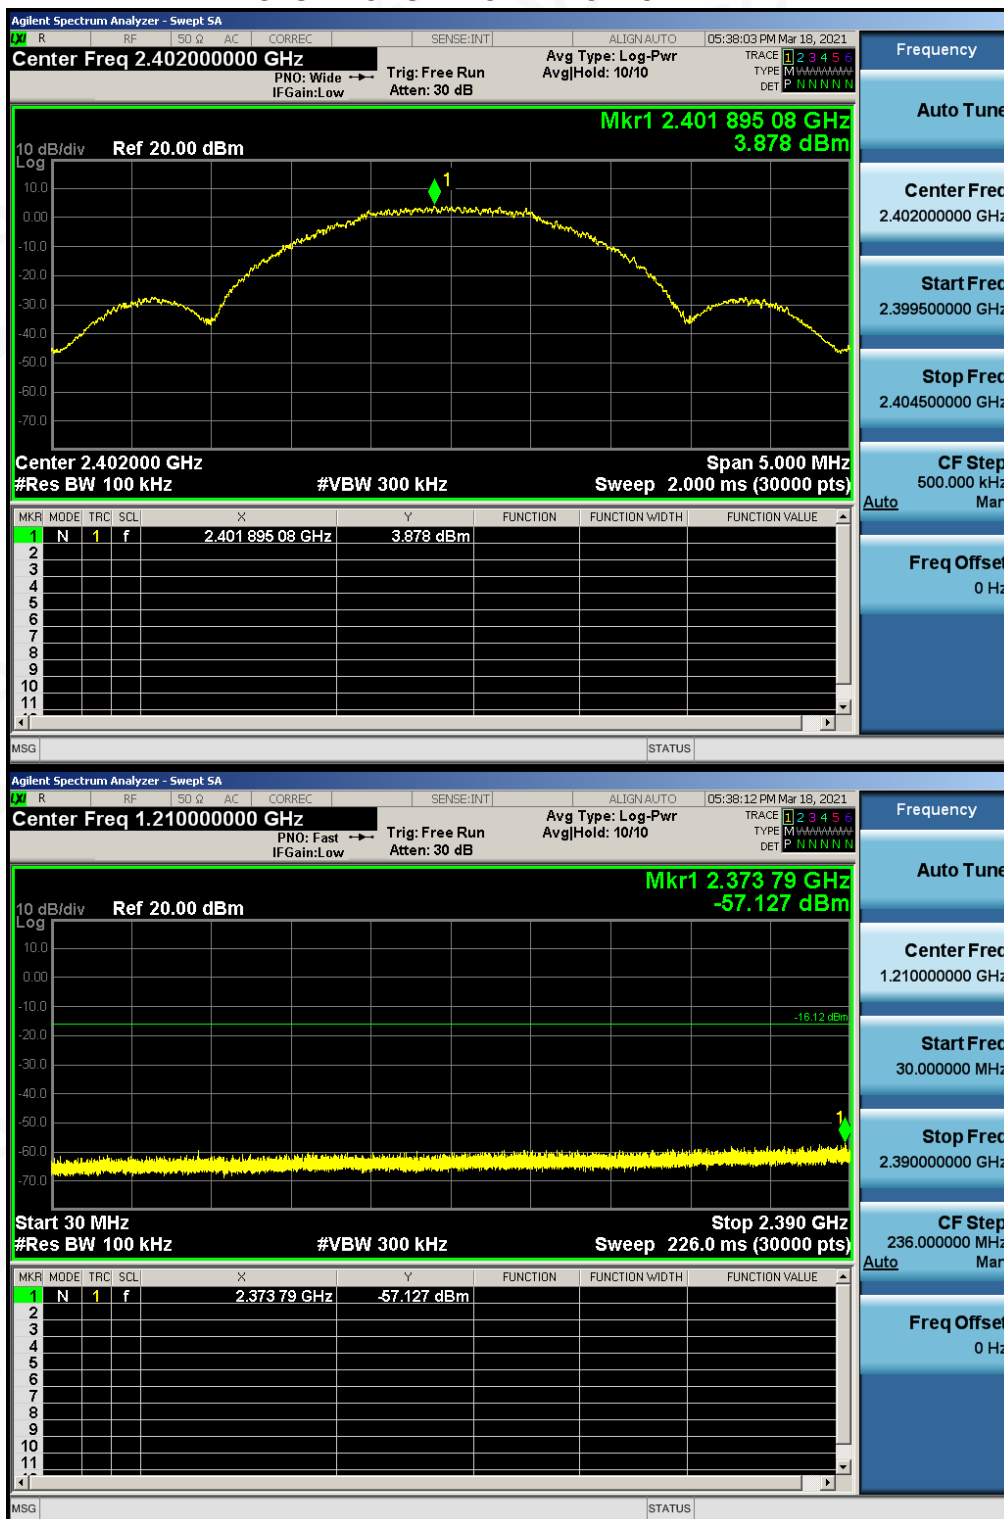 Agilent Spectrum Analyzer - Swept SA
LXI R RF 50 Ω AC CORREC SENSE:INT ALIGN AUTO 05:38:03 PM Mar 18, 2021
Center Freq 2.402000000 GHz
PNO: Wide
IFGain:Low
Trig: Free Run
Atten: 30 dB
Avg Type: Log-Pwr
Avg|Hold: 10/10
TRACE 1 2 3 4 5 6
TYPE M
DET P N N N N N
Mkr1 2.401 895 08 GHz
3.878 dBm
10 dB/div Ref 20.00 dBm
Log
1
10.0
0.00
-10.0
-20.0
-30.0
-40.0
-50.0
-60.0
-70.0
Center 2.402000 GHz Span 5.000 MHz
#Res BW 100 kHz #VBW 300 kHz Sweep 2.000 ms (30000 pts)
MKR MODE TRC SCL X Y FUNCTION FUNCTION WIDTH FUNCTION VALUE
1 N 1 f 2.401 895 08 GHz 3.878 dBm
2
3
4
5
6
7
8
9
10
11
MSG STATUS
Frequency
Auto Tune
Center Freq
2.402000000 GHz
Start Freq
2.399500000 GHz
Stop Freq
2.404500000 GHz
CF Step
500.000 kHz
Auto Man
Freq Offset
0 Hz
Agilent Spectrum Analyzer - Swept SA
LXI R RF 50 Ω AC CORREC SENSE:INT ALIGN AUTO 05:38:12 PM Mar 18, 2021
Center Freq 1.210000000 GHz
PNO: Fast
IFGain:Low
Trig: Free Run
Atten: 30 dB
Avg Type: Log-Pwr
Avg|Hold: 10/10
TRACE 1 2 3 4 5 6
TYPE M
DET P N N N N N
Mkr1 2.373 79 GHz
-57.127 dBm
10 dB/div Ref 20.00 dBm
Log
10.0
0.00
-10.0
-16.12 dBm
-20.0
-30.0
-40.0
-50.0
1
-60.0
-70.0
Start 30 MHz Stop 2.390 GHz
#Res BW 100 kHz #VBW 300 kHz Sweep 226.0 ms (30000 pts)
MKR MODE TRC SCL X Y FUNCTION FUNCTION WIDTH FUNCTION VALUE
1 N 1 f 2.373 79 GHz -57.127 dBm
2
3
4
5
6
7
8
9
10
11
MSG STATUS
Frequency
Auto Tune
Center Freq
1.210000000 GHz
Start Freq
30.000000 MHz
Stop Freq
2.390000000 GHz
CF Step
236.000000 MHz
Auto Man
Freq Offset
0 Hz